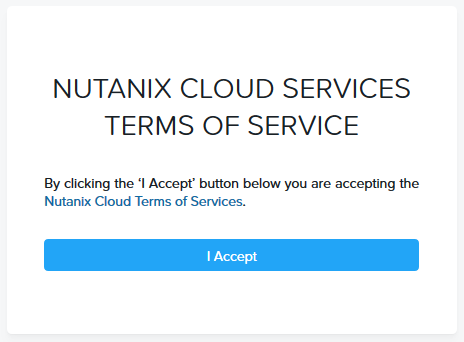 NUTANIX CLOUD SERVICES
TERMS OF SERVICE
By clicking the ‘I Accept’ button below you are accepting the
Nutanix Cloud Terms of Services.
I Accept